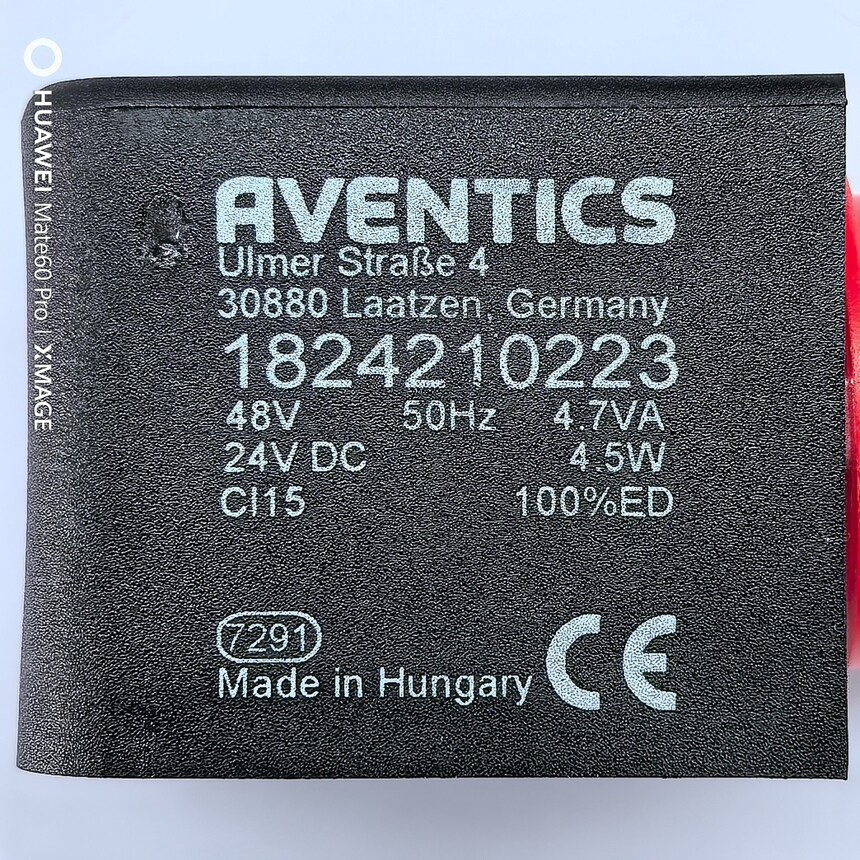 AVENTICS
Ulmer Straße 4
30880 Laatzen, Germany
1824210223
48V 50Hz 4.7VA
24V DC 4.5W
CI15 100%ED
7291
Made in Hungary CE
HUAWEI Mate60 Pro | XMAGE